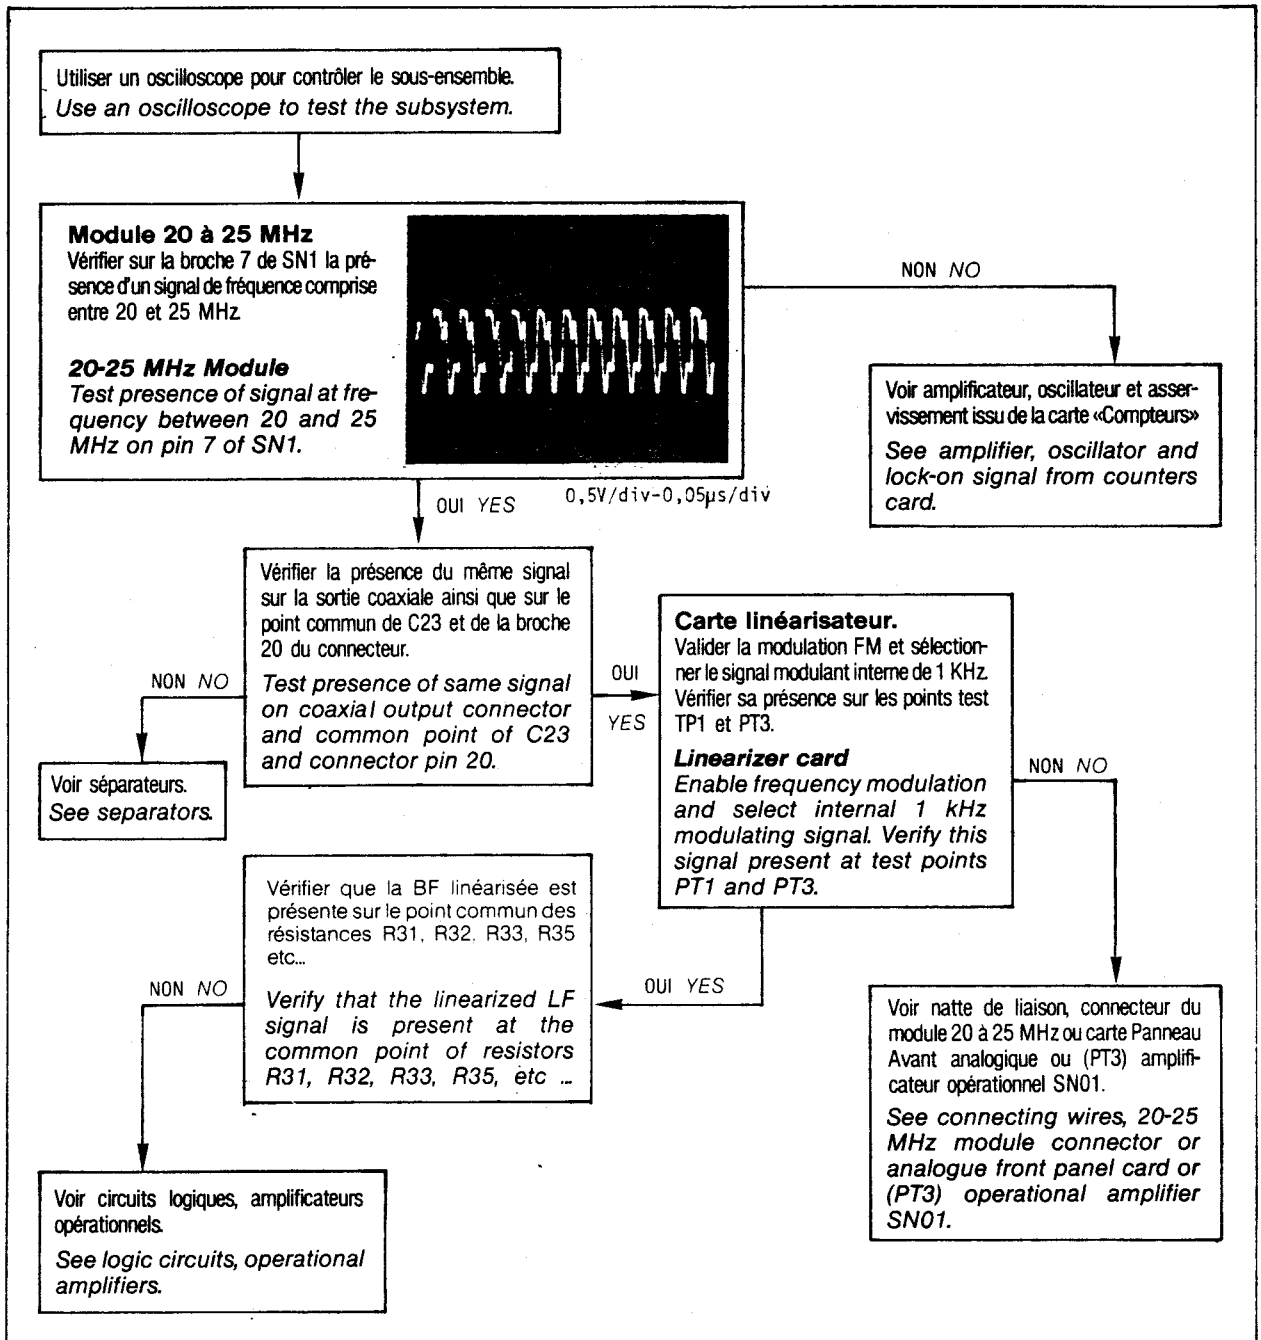 Utiliser un oscilloscope pour contrôler le sous-ensemble.
Use an oscilloscope to test the subsystem.
Module 20 à 25 MHz
Vérifier sur la broche 7 de SN1 la pré-
sence d'un signal de fréquence comprise
entre 20 et 25 MHz.
20-25 MHz Module
Test presence of signal at fre-
quency between 20 and 25
MHz on pin 7 of SN1.
0,5V/div-0,05µs/div
NON NO
Voir amplificateur, oscillateur et asser-
vissement issu de la carte «Compteurs»
See amplifier, oscillator and
lock-on signal from counters
card.
OUI YES
Vérifier la présence du même signal
sur la sortie coaxiale ainsi que sur le
point commun de C23 et de la broche
20 du connecteur.
Test presence of same signal
on coaxial output connector
and common point of C23
and connector pin 20.
NON NO
Voir séparateurs.
See separators.
OUI
YES
Carte linéarisateur.
Valider la modulation FM et sélection-
ner le signal modulant interne de 1 KHz.
Vérifier sa présence sur les points test
TP1 et PT3.
Linearizer card
Enable frequency modulation
and select internal 1 kHz
modulating signal. Verify this
signal present at test points
PT1 and PT3.
NON NO
Voir natte de liaison, connecteur du
module 20 à 25 MHz ou carte Panneau
Avant analogique ou (PT3) amplifi-
cateur opérationnel SN01.
See connecting wires, 20-25
MHz module connector or
analogue front panel card or
(PT3) operational amplifier
SN01.
OUI YES
Vérifier que la BF linéarisée est
présente sur le point commun des
résistances R31, R32, R33, R35
etc...
Verify that the linearized LF
signal is present at the
common point of resistors
R31, R32, R33, R35, etc ...
NON NO
Voir circuits logiques, amplificateurs
opérationnels.
See logic circuits, operational
amplifiers.